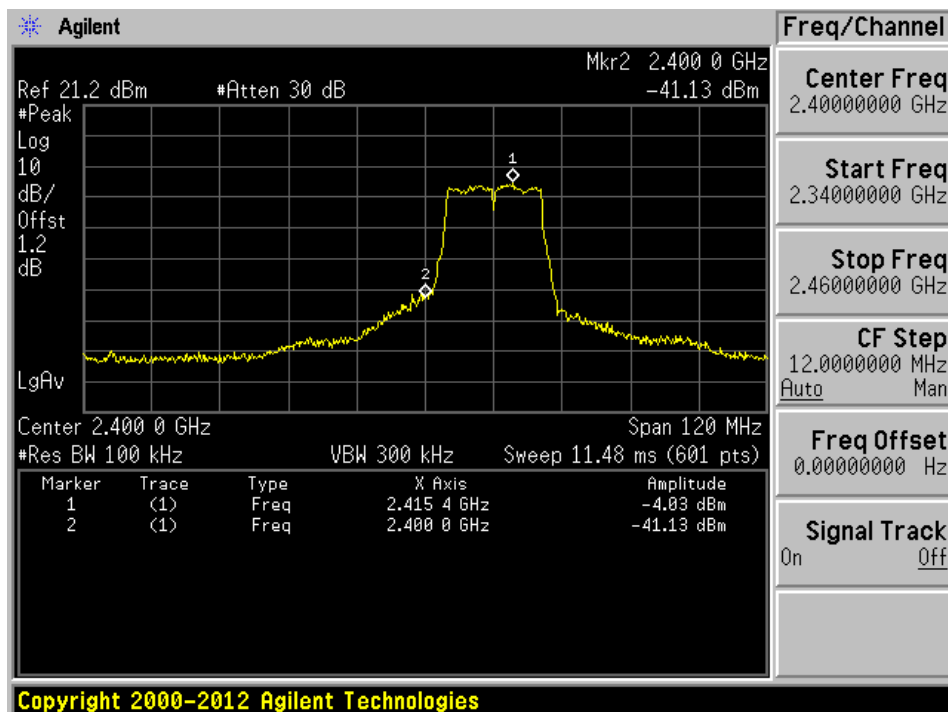 Agilent
Freq/Channel
Mkr2 2.400 0 GHz
Ref 21.2 dBm #Atten 30 dB -41.13 dBm
#Peak
Log
10
dB/
Offst
1.2
dB
LgAv
1
2
Center 2.400 0 GHz Span 120 MHz
#Res BW 100 kHz VBW 300 kHz Sweep 11.48 ms (601 pts)
Marker Trace Type X Axis Amplitude
1 (1) Freq 2.415 4 GHz -4.03 dBm
2 (1) Freq 2.400 0 GHz -41.13 dBm
Center Freq
2.40000000 GHz
Start Freq
2.34000000 GHz
Stop Freq
2.46000000 GHz
CF Step
12.0000000 MHz
Auto Man
Freq Offset
0.00000000 Hz
Signal Track
On Off
Copyright 2000-2012 Agilent Technologies